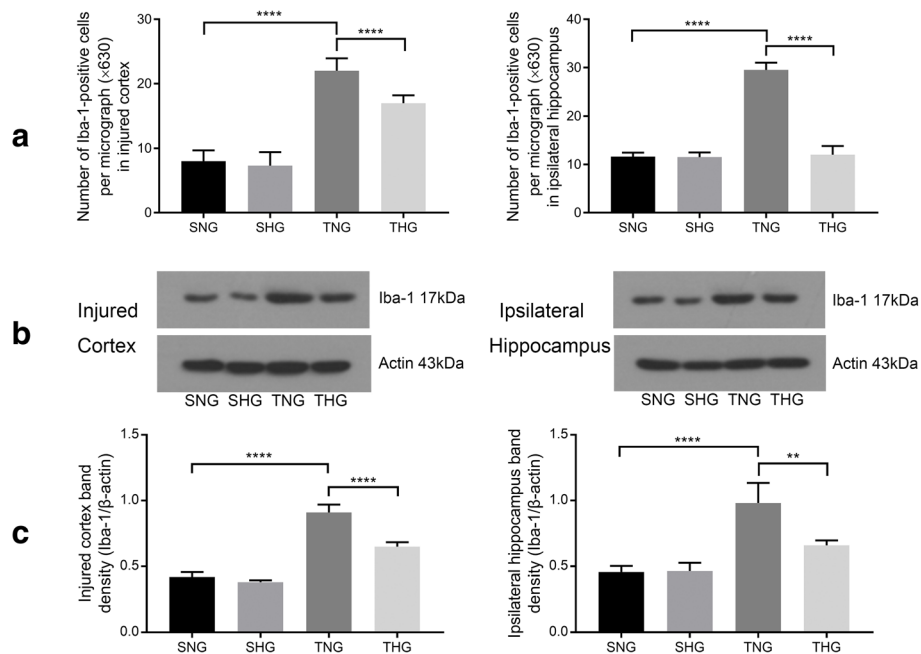 a
Number of Iba-1-positive cells
per micrograph (×630)
in injured cortex
30
20
10
0
****
****
SNG SHG TNG THG
Number of Iba-1-positive cells
per micrograph (×630)
in ipsilateral hippocampus
40
30
20
10
0
****
****
SNG SHG TNG THG
b
Injured
Cortex
Iba-1 17kDa
Actin 43kDa
SNG SHG TNG THG
Ipsilateral
Hippocampus
Iba-1 17kDa
Actin 43kDa
SNG SHG TNG THG
c
Injured cortex band
density (Iba-1/β-actin)
1.5
1.0
0.5
0.0
****
****
SNG SHG TNG THG
Ipsilateral hippocampus band
density (Iba-1/β-actin)
1.5
1.0
0.5
0.0
****
**
SNG SHG TNG THG